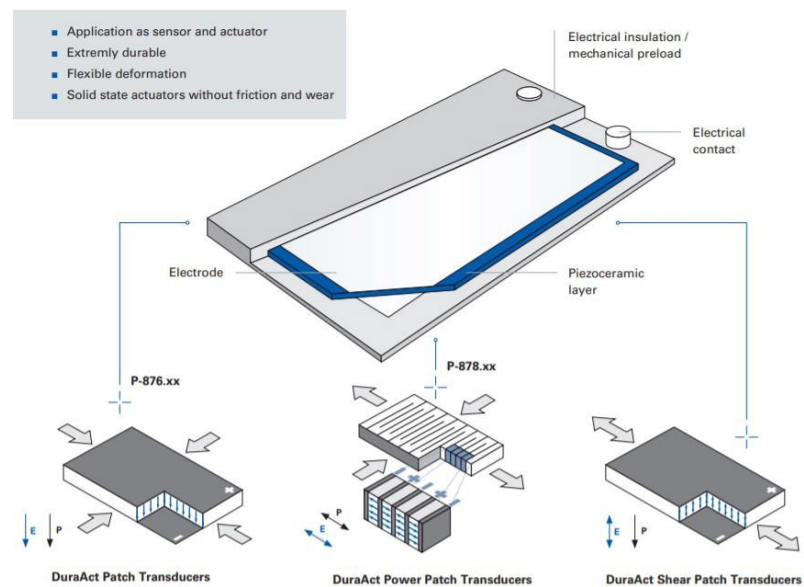 Application as sensor and actuator
Extremly durable
Flexible deformation
Solid state actuators without friction and wear
Electrical insulation /
mechanical preload
Electrical
contact
Electrode
Piezoceramic
layer
P-876.xx
P-878.xx
E P
P
E
E P
DuraAct Patch Transducers
DuraAct Power Patch Transducers
DuraAct Shear Patch Transducers